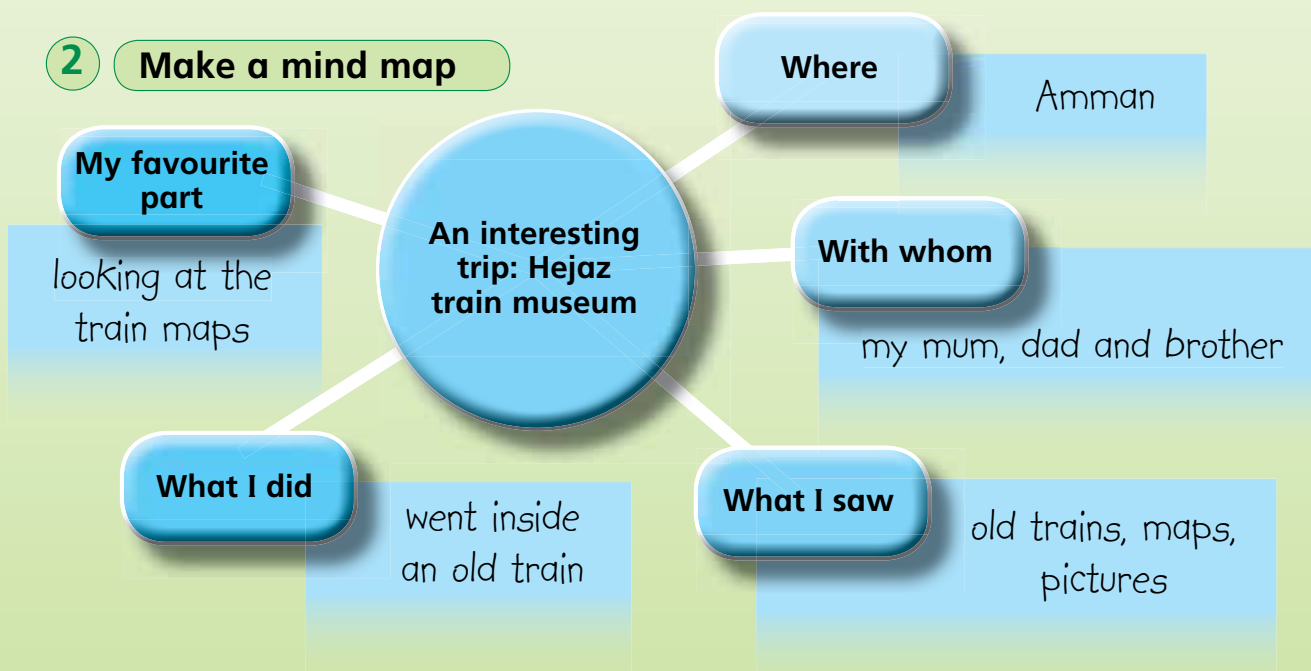 2 Make a mind map
Where
Amman
My favourite
part
looking at the
train maps
An interesting
trip: Hejaz
train museum
With whom
my mum, dad and brother
What I did
went inside
an old train
What I saw
old trains, maps,
pictures